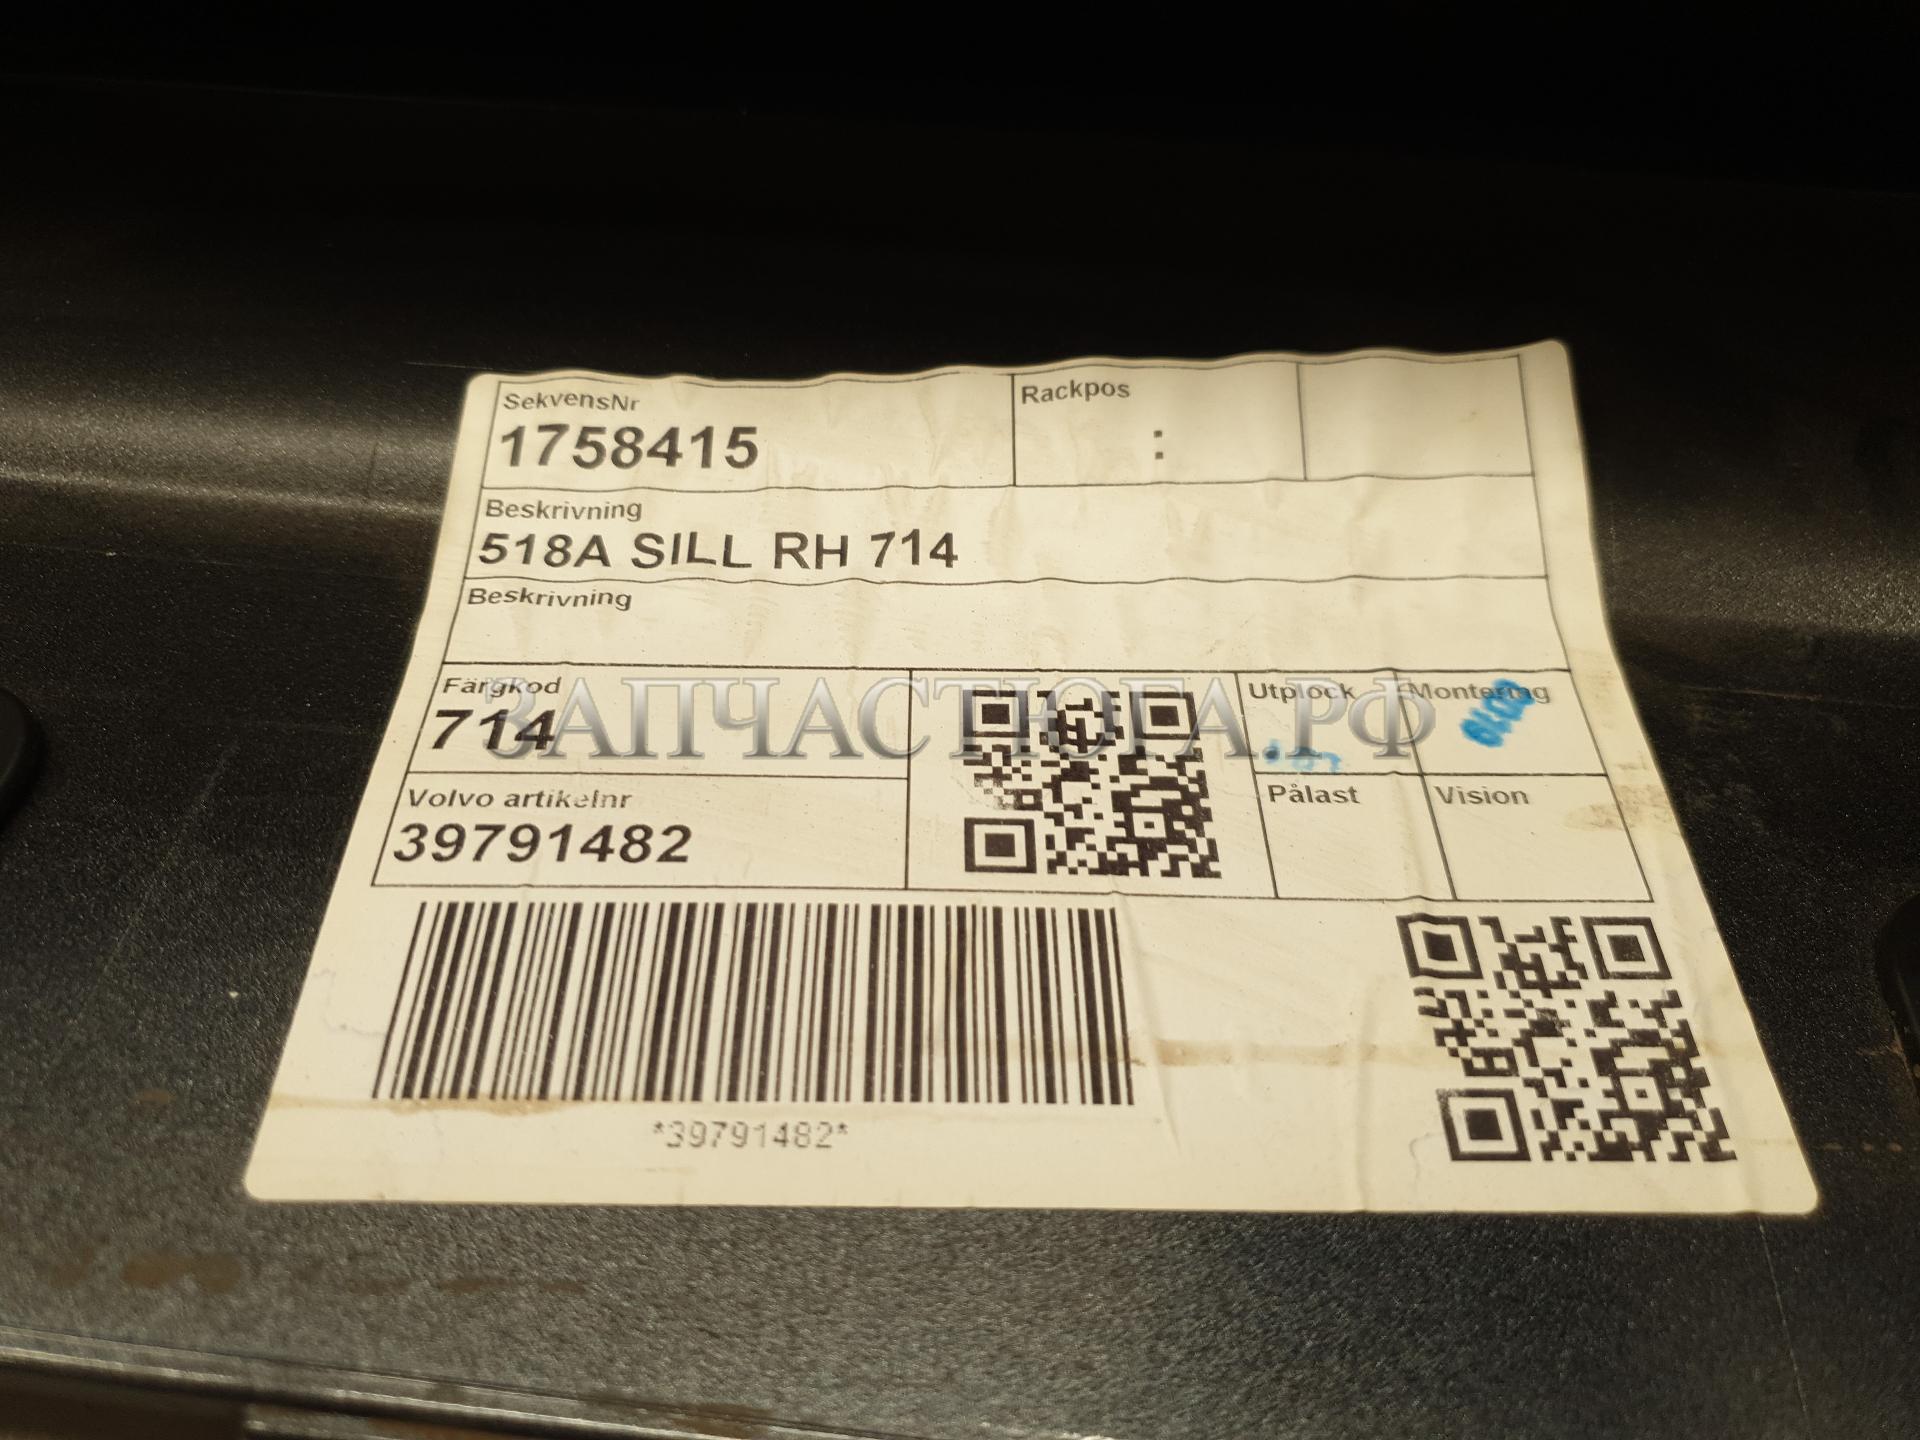 SekvensNr
1758415
Rackpos
:
Beskrivning
518A SILL RH 714
Beskrivning
Färgkod
714
ЗАПЧАСТЮГА.РФ
Utplock
Montering
Volvo artikelnr
39791482
Pålast
Vision
*39791482*